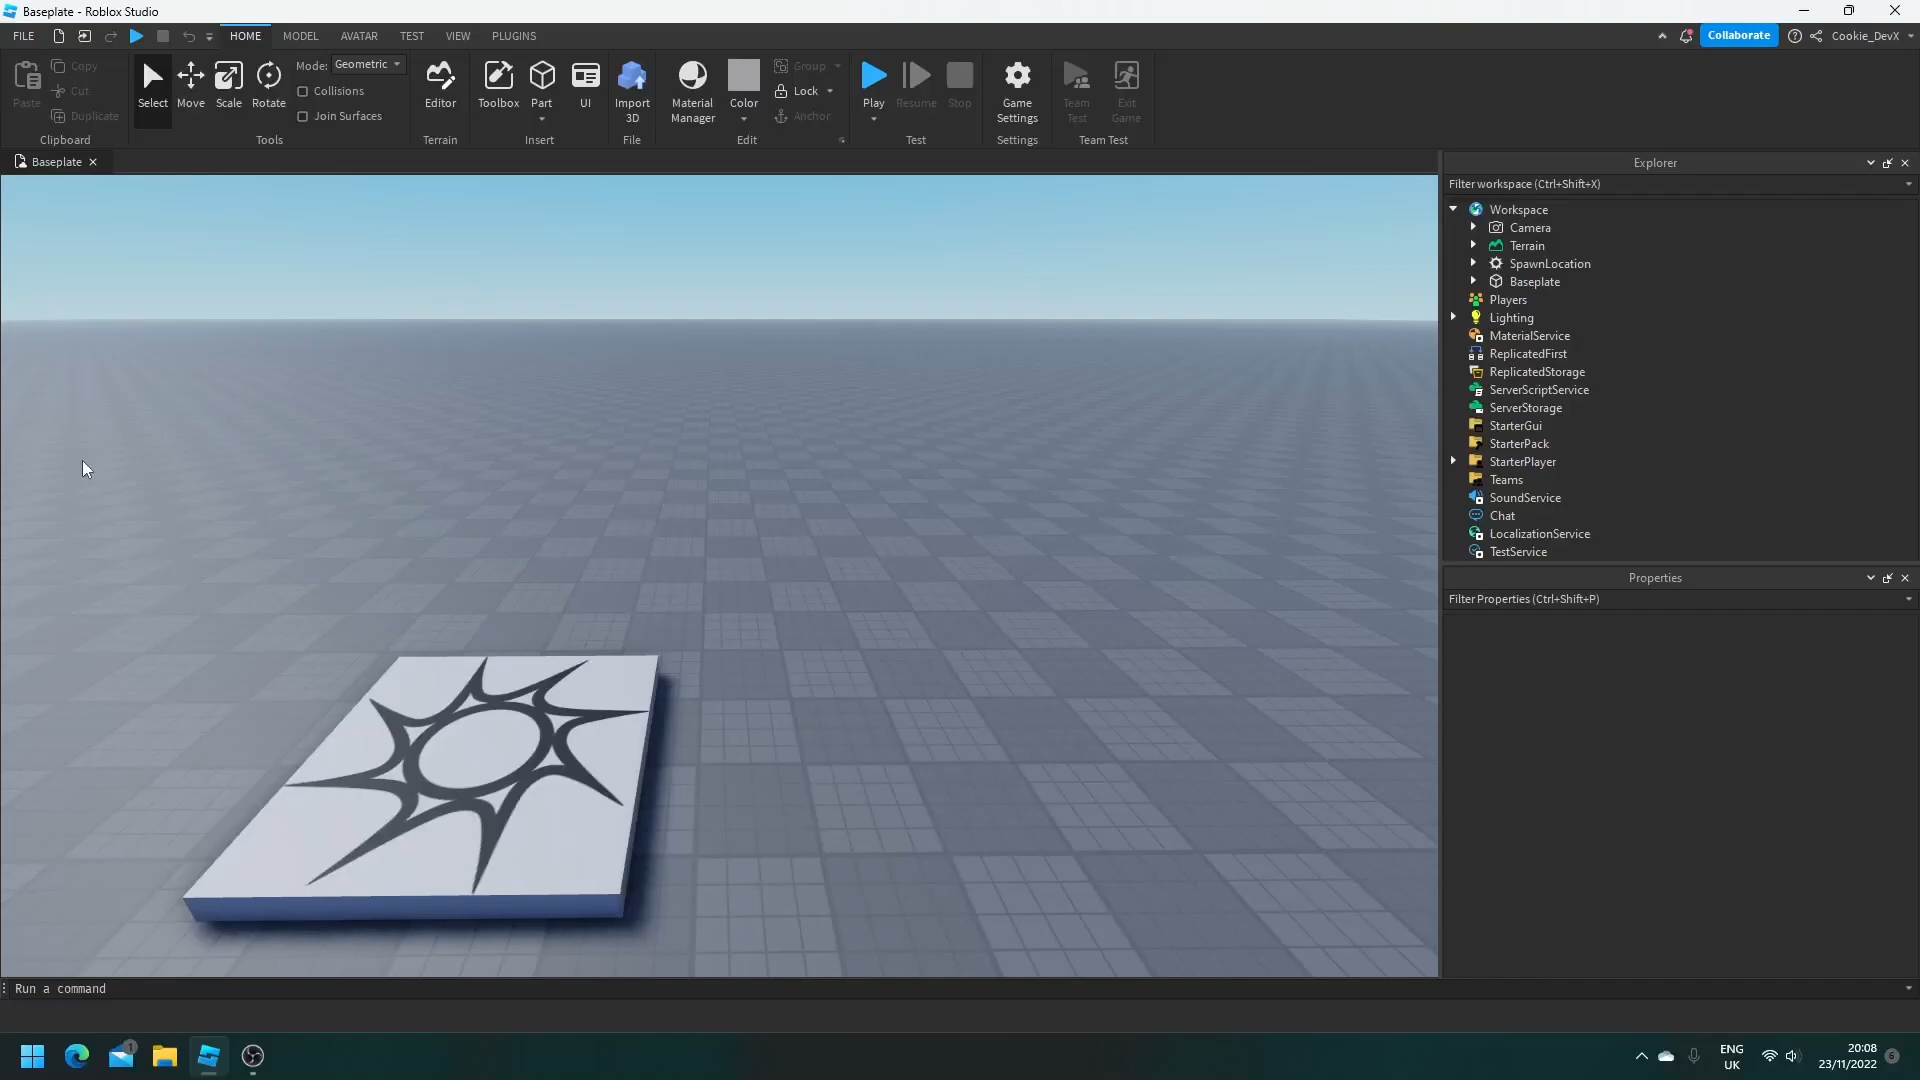 Baseplate - Roblox Studio
FILE HOME MODEL AVATAR TEST VIEW PLUGINS Collaborate Cookie_DevX
Paste Copy Cut Duplicate Clipboard
Select Move Scale Rotate Mode: Geometric Collisions Join Surfaces Tools
Editor Terrain
Toolbox Part UI Insert
Import 3D File
Material Manager Color Group Lock Anchor Edit
Play Resume Stop Test
Game Settings Settings
Team Test Exit Game Team Test
Baseplate
Explorer
Filter workspace (Ctrl+Shift+X)
Workspace
Camera
Terrain
SpawnLocation
Baseplate
Players
Lighting
MaterialService
ReplicatedFirst
ReplicatedStorage
ServerScriptService
ServerStorage
StarterGui
StarterPack
StarterPlayer
Teams
SoundService
Chat
LocalizationService
TestService
Properties
Filter Properties (Ctrl+Shift+P)
Run a command
1
ENG
UK
20:08
23/11/2022
6